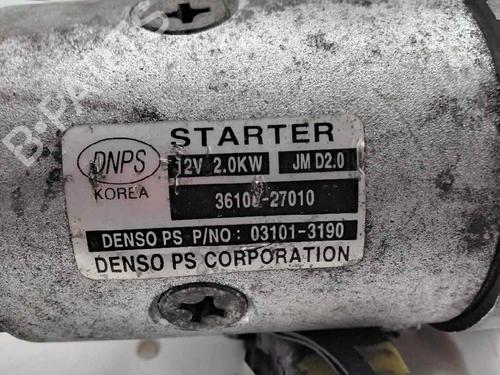 B-PARTS
STARTER
DNPS
KOREA
12V 2.0KW
JM D2.0
36100-27010
DENSO PS P/NO: 03101-3190
DENSO PS CORPORATION